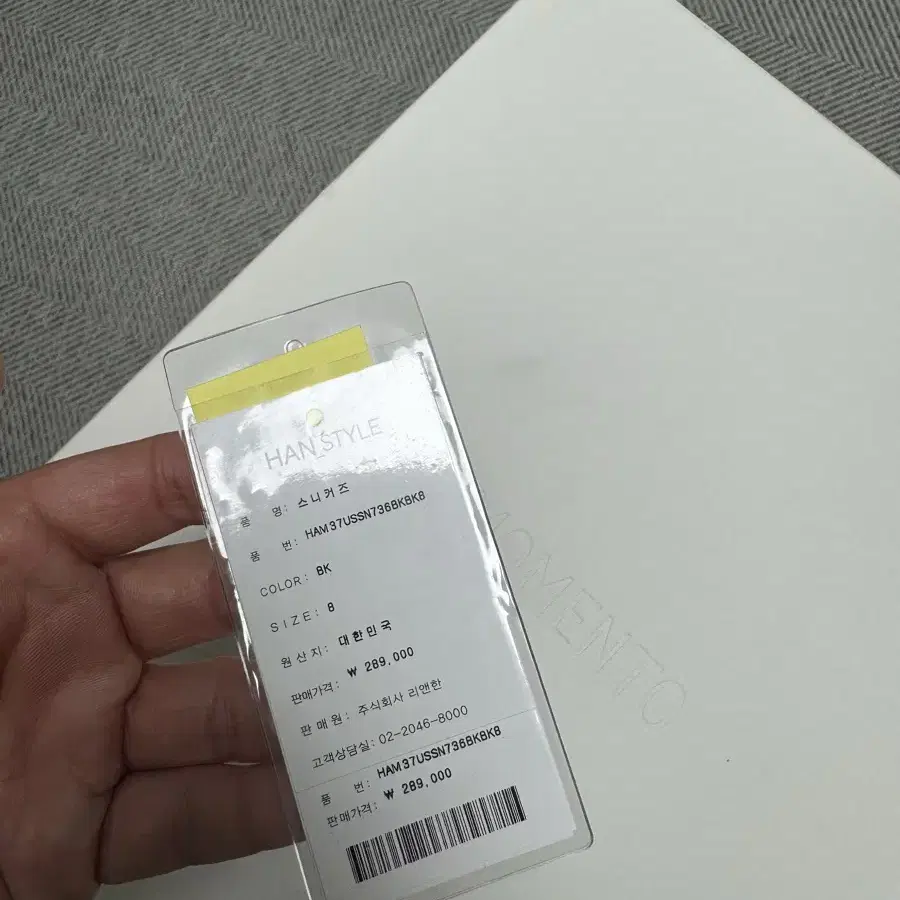 HAN STYLE
품 명: 스니커즈
품 번: HAM37USSN736BKBK8
COLOR: BK
SIZE: 8
원산지: 대한민국
판매가격: ₩ 289,000
판매원: 주식회사 리앤한
고객상담실: 02-2046-8000
품 번: HAM37USSN736BKBK8
판매가격: ₩ 289,000